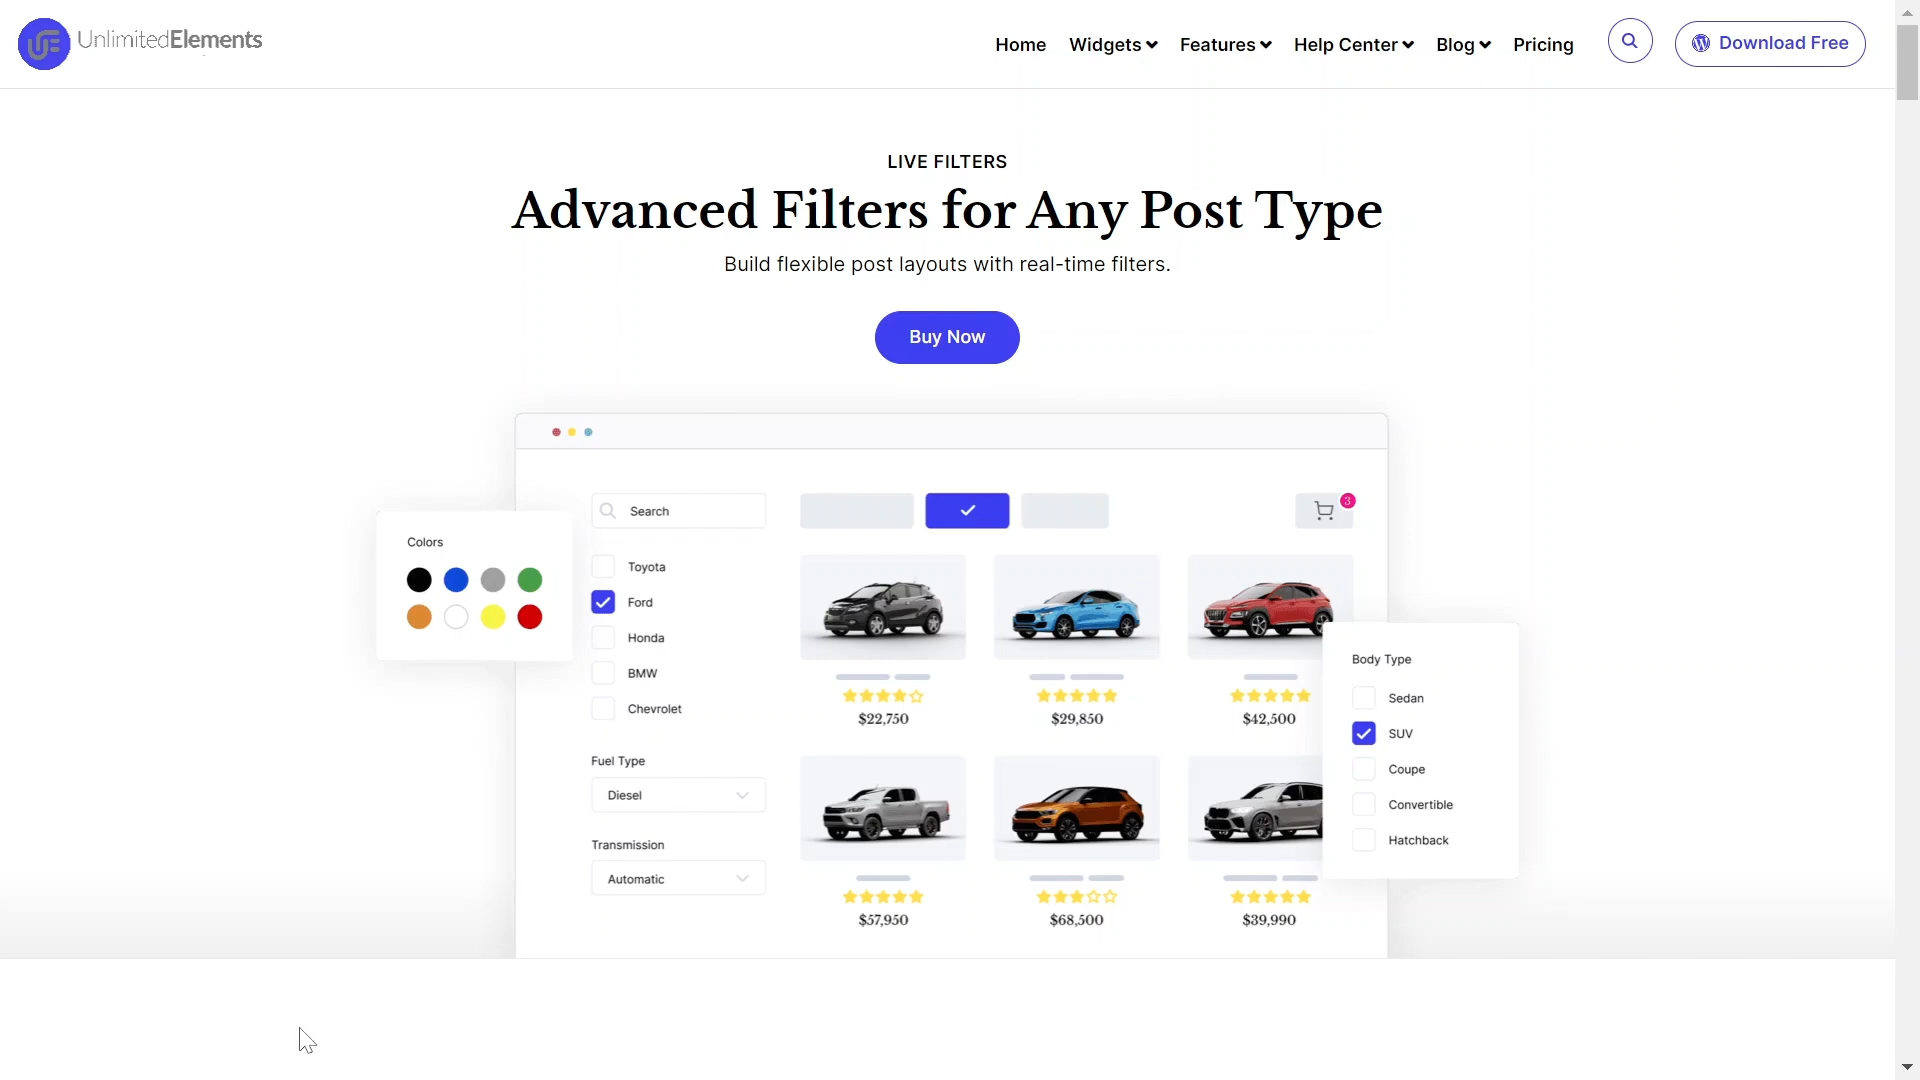 UnlimitedElements
Home Widgets Features Help Center Blog Pricing Download Free
LIVE FILTERS
Advanced Filters for Any Post Type
Build flexible post layouts with real-time filters.
Buy Now
Search
3
Colors
Toyota
Ford
Honda
BMW
Chevrolet
$22,750 $29,850 $42,500
Body Type
Sedan
SUV
Coupe
Convertible
Hatchback
Fuel Type
Diesel
Transmission
Automatic
$57,950 $68,500 $39,990